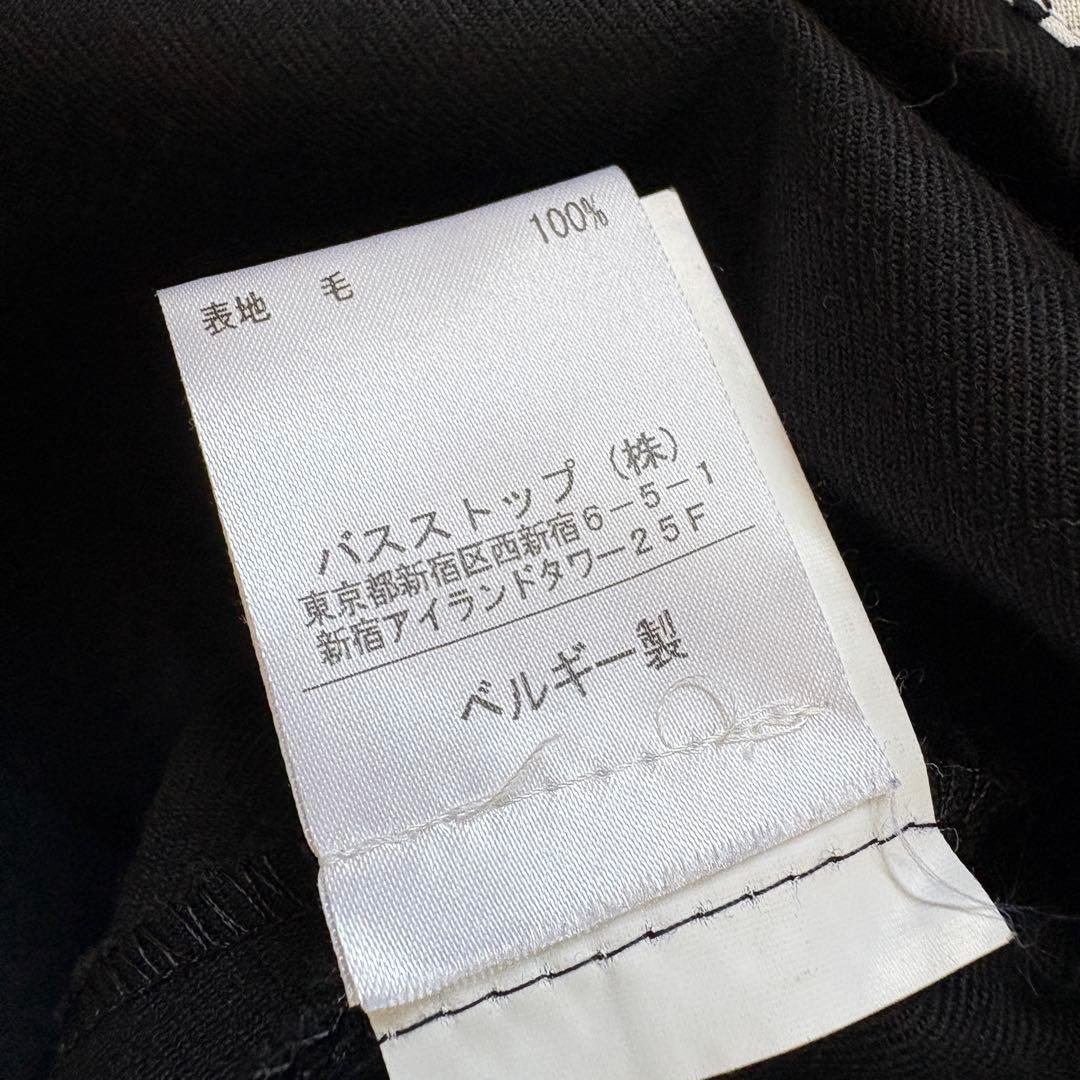 表地 毛 100%
バスストップ(株)
東京都新宿区西新宿6-5-1
新宿アイランドタワー25F
ベルギー製